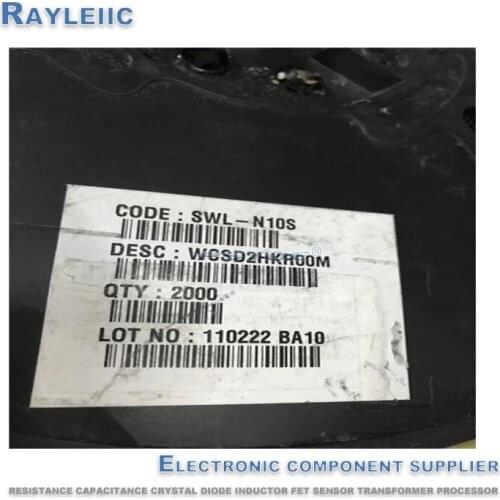 RAYLEIIC
CODE : SWL-N10S
DESC : WCSD2HKR00M
QTY : 2000
LOT NO : 110222 BA10
ELECTRONIC COMPONENT SUPPLIER
RESISTANCE CAPACITANCE CRYSTAL DIODE INDUCTOR FET SENSOR TRANSFORMER PROCESSOR